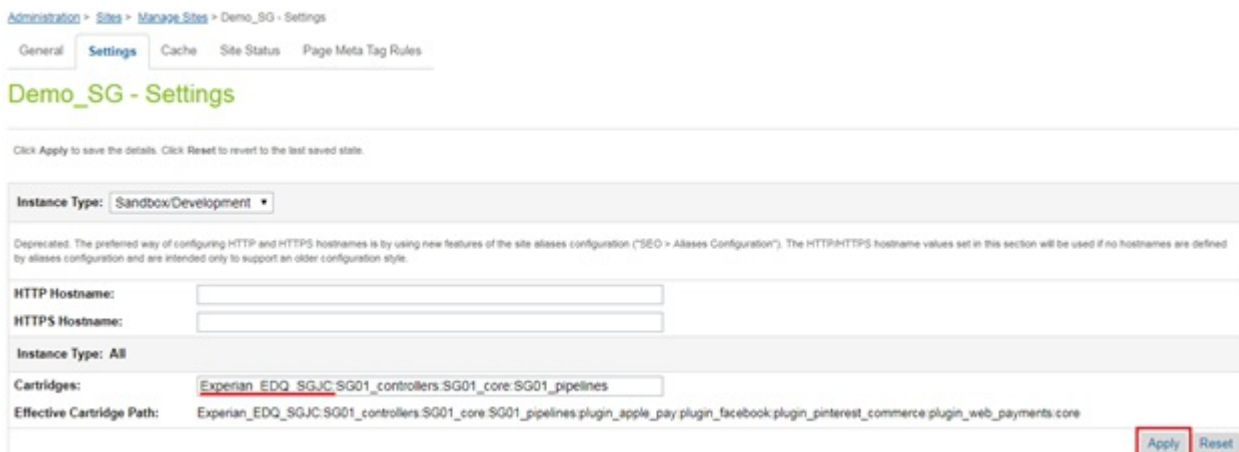 Administration > Sites > Manage Sites > Demo_SG - Settings
General Settings Cache Site Status Page Meta Tag Rules
Demo_SG - Settings
Click Apply to save the details. Click Reset to revert to the last saved state.
Instance Type: Sandbox/Development
Deprecated. The preferred way of configuring HTTP and HTTPS hostnames is by using new features of the site aliases configuration ("SEO > Aliases Configuration"). The HTTP/HTTPS hostname values set in this section will be used if no hostnames are defined
by aliases configuration and are intended only to support an older configuration style.
HTTP Hostname:
HTTPS Hostname:
Instance Type: All
Cartridges: Experian_EDQ_SGJC:SG01_controllers:SG01_core:SG01_pipelines
Effective Cartridge Path: Experian_EDQ_SGJC:SG01_controllers:SG01_core:SG01_pipelines:plugin_apple_pay:plugin_facebook:plugin_pinterest_commerce:plugin_web_payments:core
Apply Reset